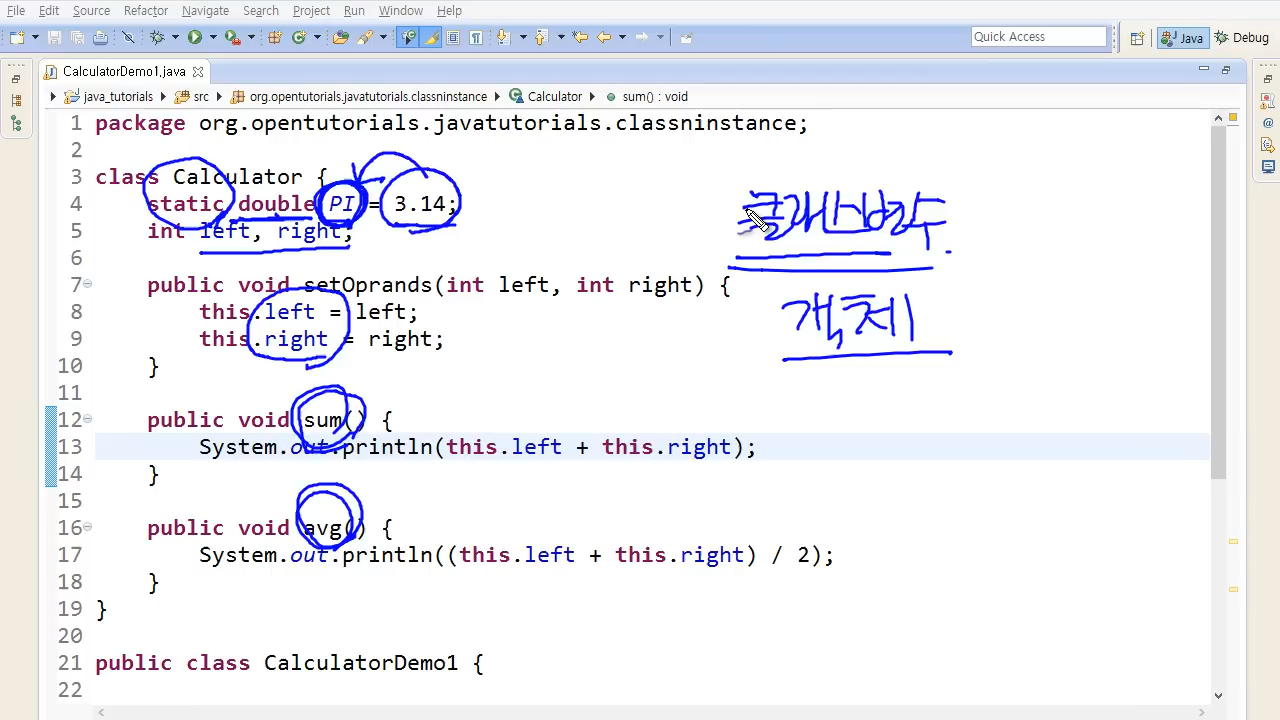 File Edit Source Refactor Navigate Search Project Run Window Help
Quick Access Java Debug
CalculatorDemo1.java
java_tutorials src org.opentutorials.javatutorials.classninstance Calculator sum() : void
1 package org.opentutorials.javatutorials.classninstance;
2
3 class Calculator {
4 static double PI = 3.14;
5 int left, right;
6
클래스변수
7 public void setOprands(int left, int right) {
8 this.left = left;
객체
9 this.right = right;
10 }
11
12 public void sum() {
13 System.out.println(this.left + this.right);
14 }
15
16 public void avg() {
17 System.out.println((this.left + this.right) / 2);
18 }
19 }
20
21 public class CalculatorDemo1 {
22